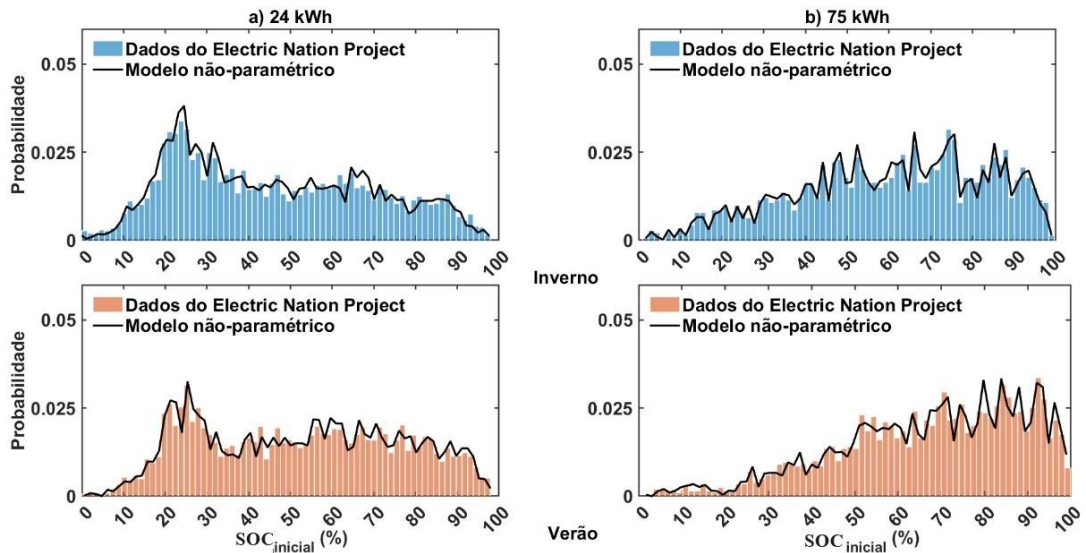 a) 24 kWh
b) 75 kWh
Probabilidade
0.05
0.025
0
Dados do Electric Nation Project
Modelo não-paramétrico
0 10 20 30 40 50 60 70 80 90 100
0.05
0.025
0
Dados do Electric Nation Project
Modelo não-paramétrico
0 10 20 30 40 50 60 70 80 90 100
Inverno
Probabilidade
0.05
0.025
0
Dados do Electric Nation Project
Modelo não-paramétrico
0 10 20 30 40 50 60 70 80 90 100
SOC inicial (%)
0.05
0.025
0
Dados do Electric Nation Project
Modelo não-paramétrico
0 10 20 30 40 50 60 70 80 90 100
SOC inicial (%)
Verão